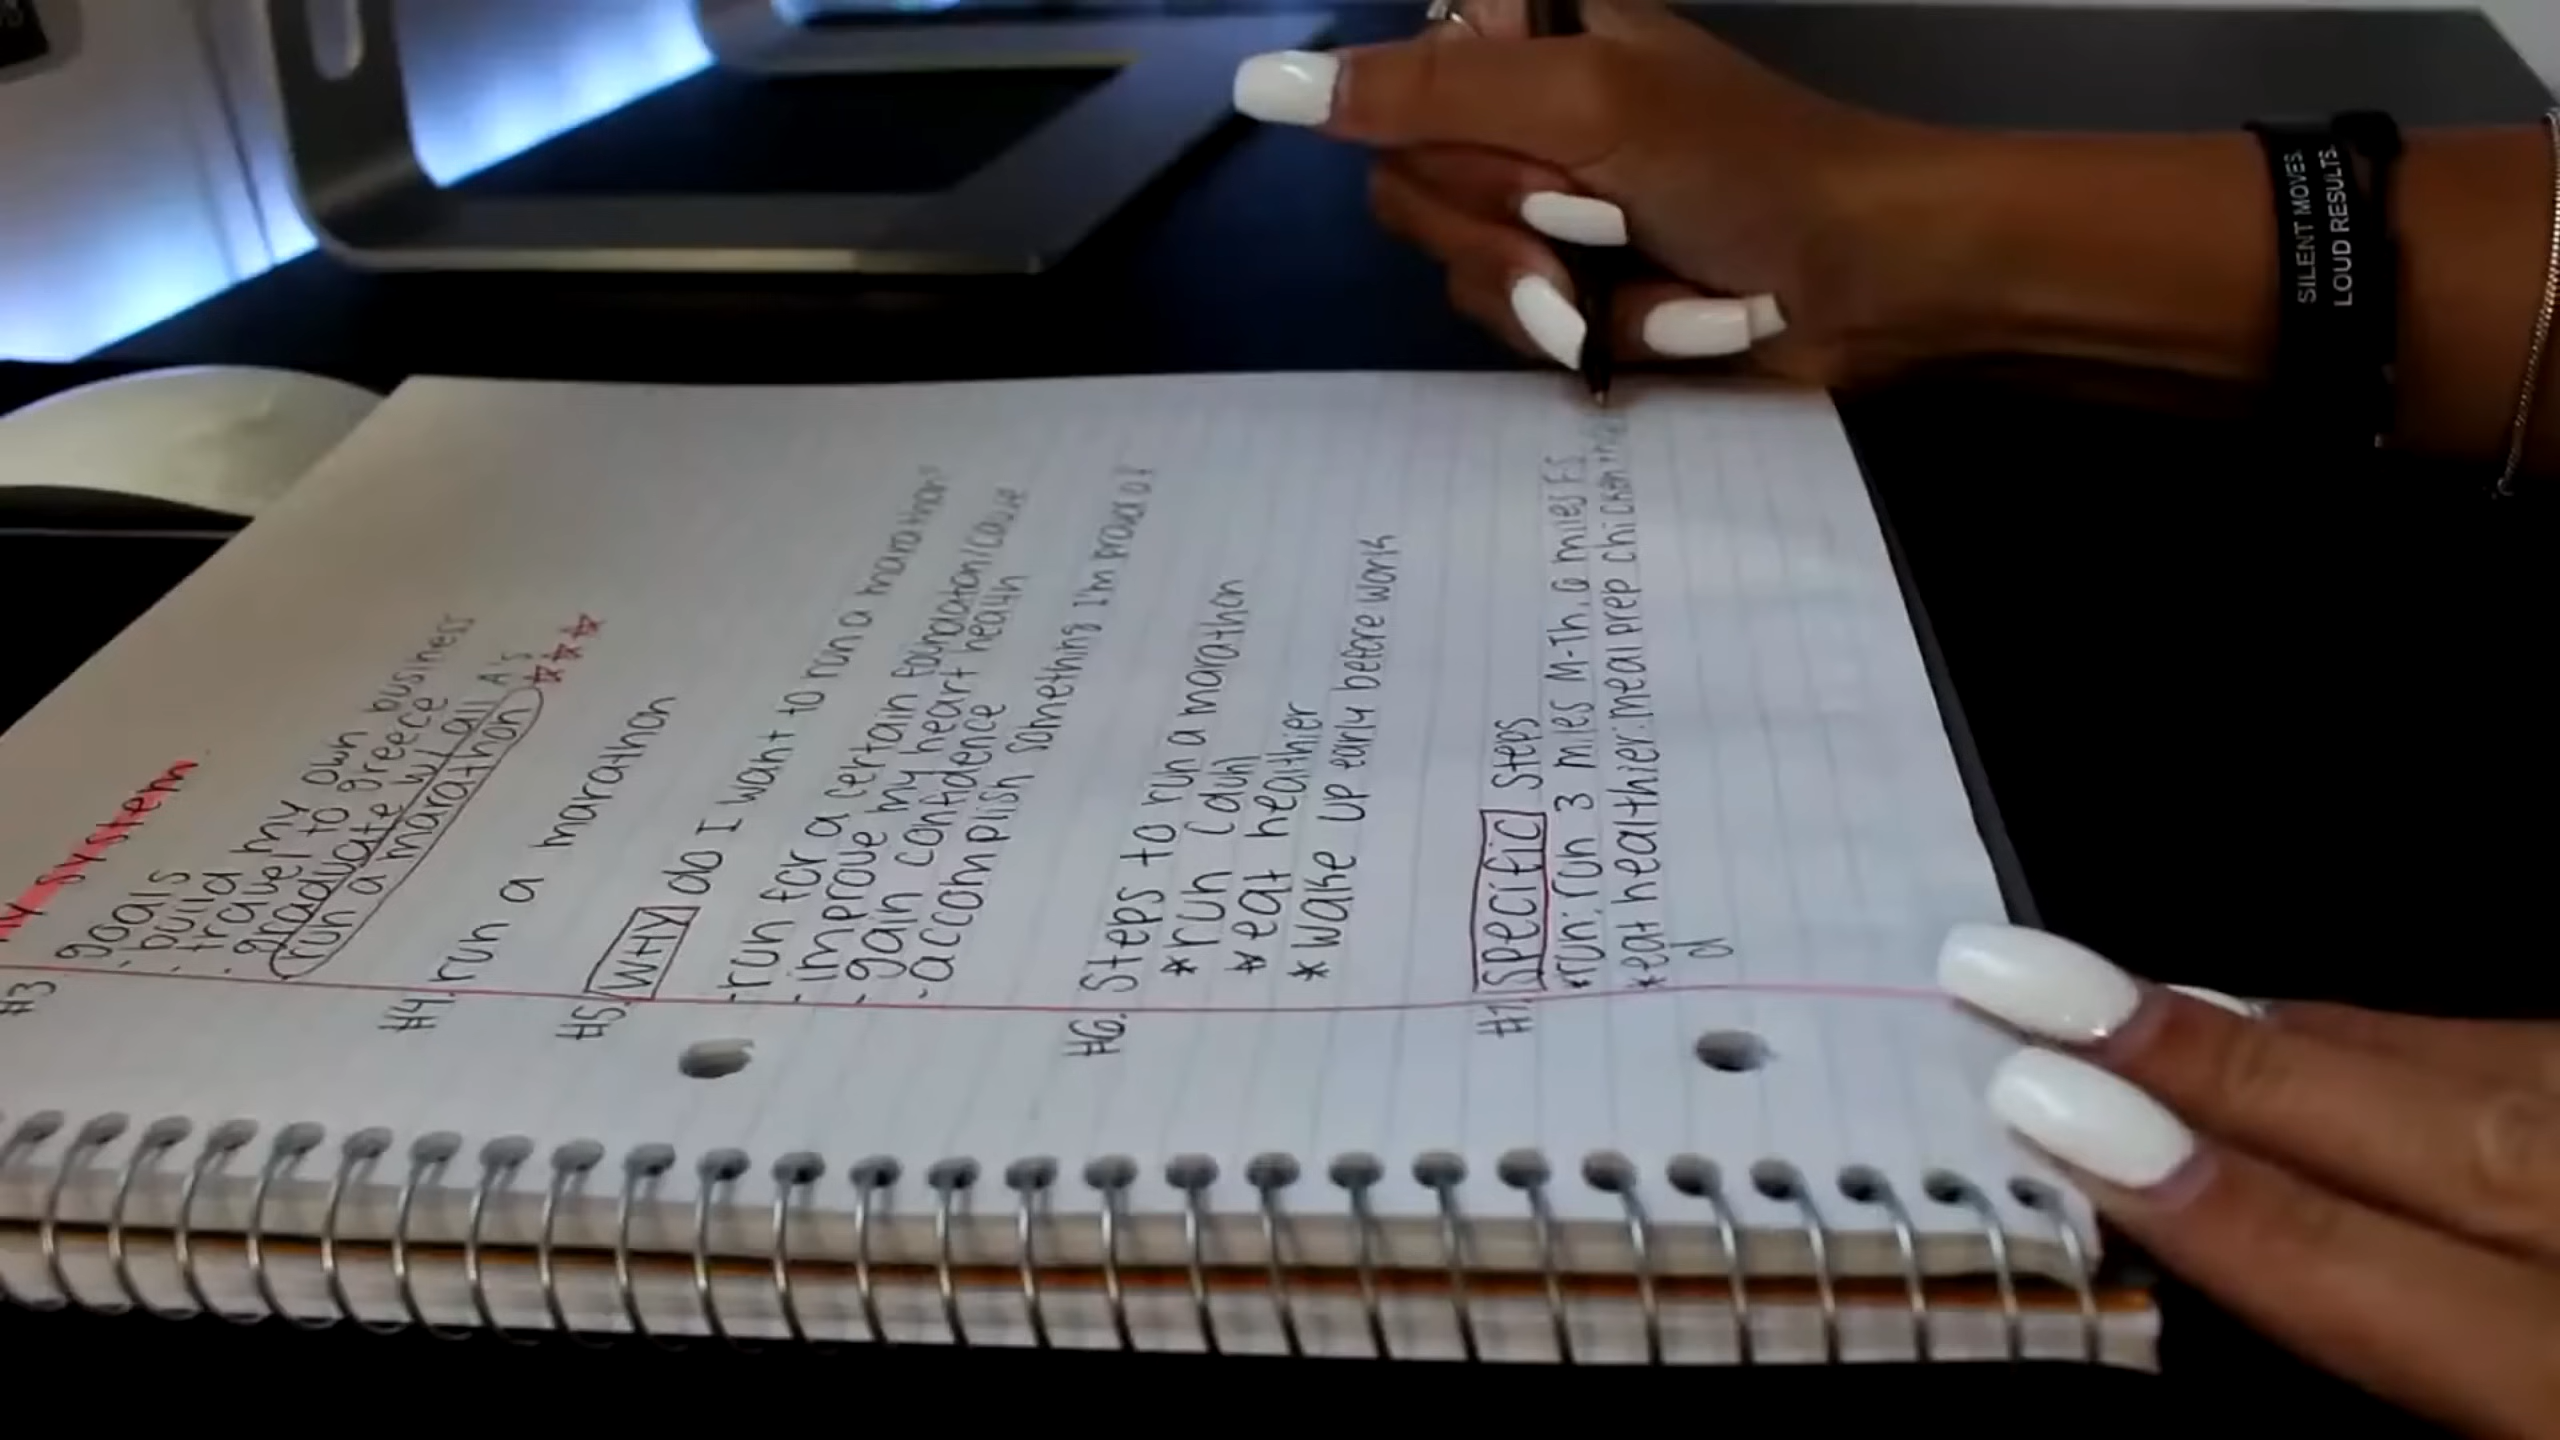 my system
#3 goals
- build my own business
- travel to greece
- graduate w/ all A's
run a marathon
#4. run a marathon
#5. WHY do I want to run a marathon?
- run for a certain foundation/cause
- improve my heart health
- gain confidence
- accomplish something I'm proud of
#6. Steps to run a marathon
* run
* eat healthier
* wake up early before work
#7. specific steps
* run: run 3 miles M-Th, 6 miles F-S
* eat healthier: meal prep chicken
SILENT MOVES.
LOUD RESULTS.